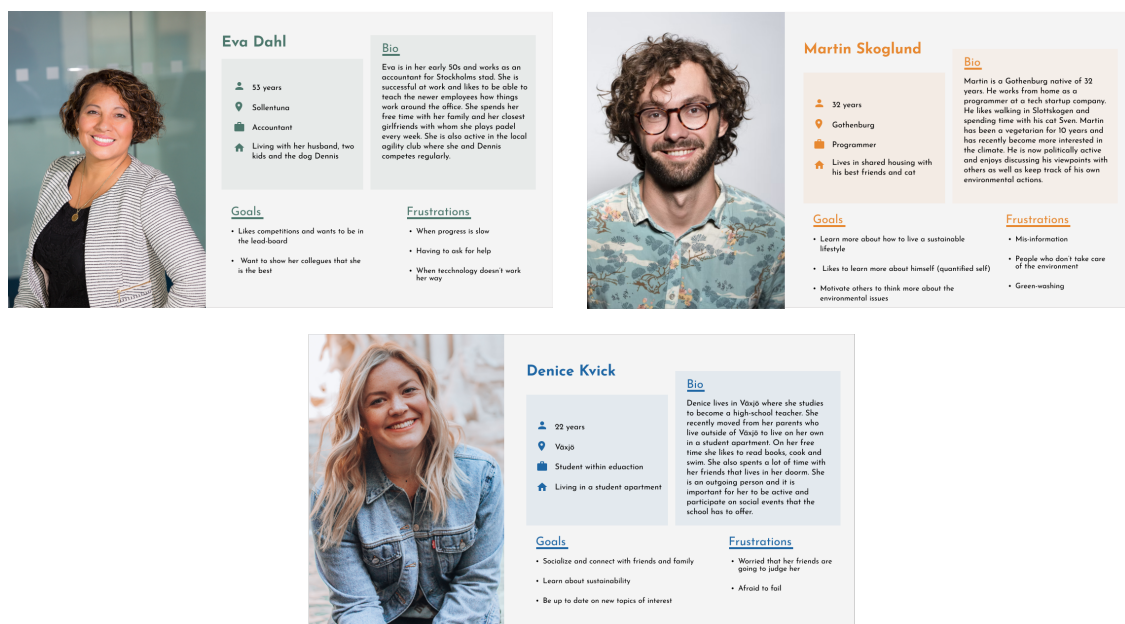 Eva Dahl
53 years
Sollentuna
Accountant
Living with her husband, two
kids and the dog Dennis
Bio
Eva is in her early 50s and works as an
accountant for Stockholms stad. She is
successful at work and likes to be able to
teach the newer employees how things
work around the office. She spends her
free time with her family and her closest
girlfriends with whom she plays padel
every week. She is also active in the local
agility club where she and Dennis
competes regularly.
Goals
• Likes competitions and wants to be in
the lead-board
• Want to show her collegues that she
is the best
Frustrations
• When progress is slow
• Having to ask for help
• When tecchnology doesn't work
her way
Martin Skoglund
32 years
Gothenburg
Programmer
Lives in shared housing with
his best friends and cat
Bio
Martin is a Gothenburg native of 32
years. He works from home as a
programmer at a tech startup company.
He likes walking in Slottskogen and
spending time with his cat Sven. Martin
has been a vegetarian for 10 years and
has recently become more interested in
the climate. He is now politically active
and enjoys discussing his viewpoints with
others as well as keep track of his own
environmental actions.
Goals
• Learn more about how to live a sustainable
lifestyle
• Likes to learn more about himself (quantified self)
• Motivate others to think more about the
environmental issues
Frustrations
• Mis-information
• People who don't take care
of the environment
• Green-washing
Denice Kvick
22 years
Växjö
Student within eduaction
Living in a student apartment
Bio
Denice lives in Växjö where she studies
to become a high-school teacher. She
recently moved from her parents who
live outside of Växjö to live on her own
in a student apartment. On her free
time she likes to read books, cook and
swim. She also spents a lot of time with
her friends that lives in her doorm. She
is an outgoing person and it is
important for her to be active and
participate on social events that the
school has to offer.
Goals
• Socialize and connect with friends and family
• Learn about sustainability
• Be up to date on new topics of interest
Frustrations
• Worried that her friends are
going to judge her
• Afraid to fail